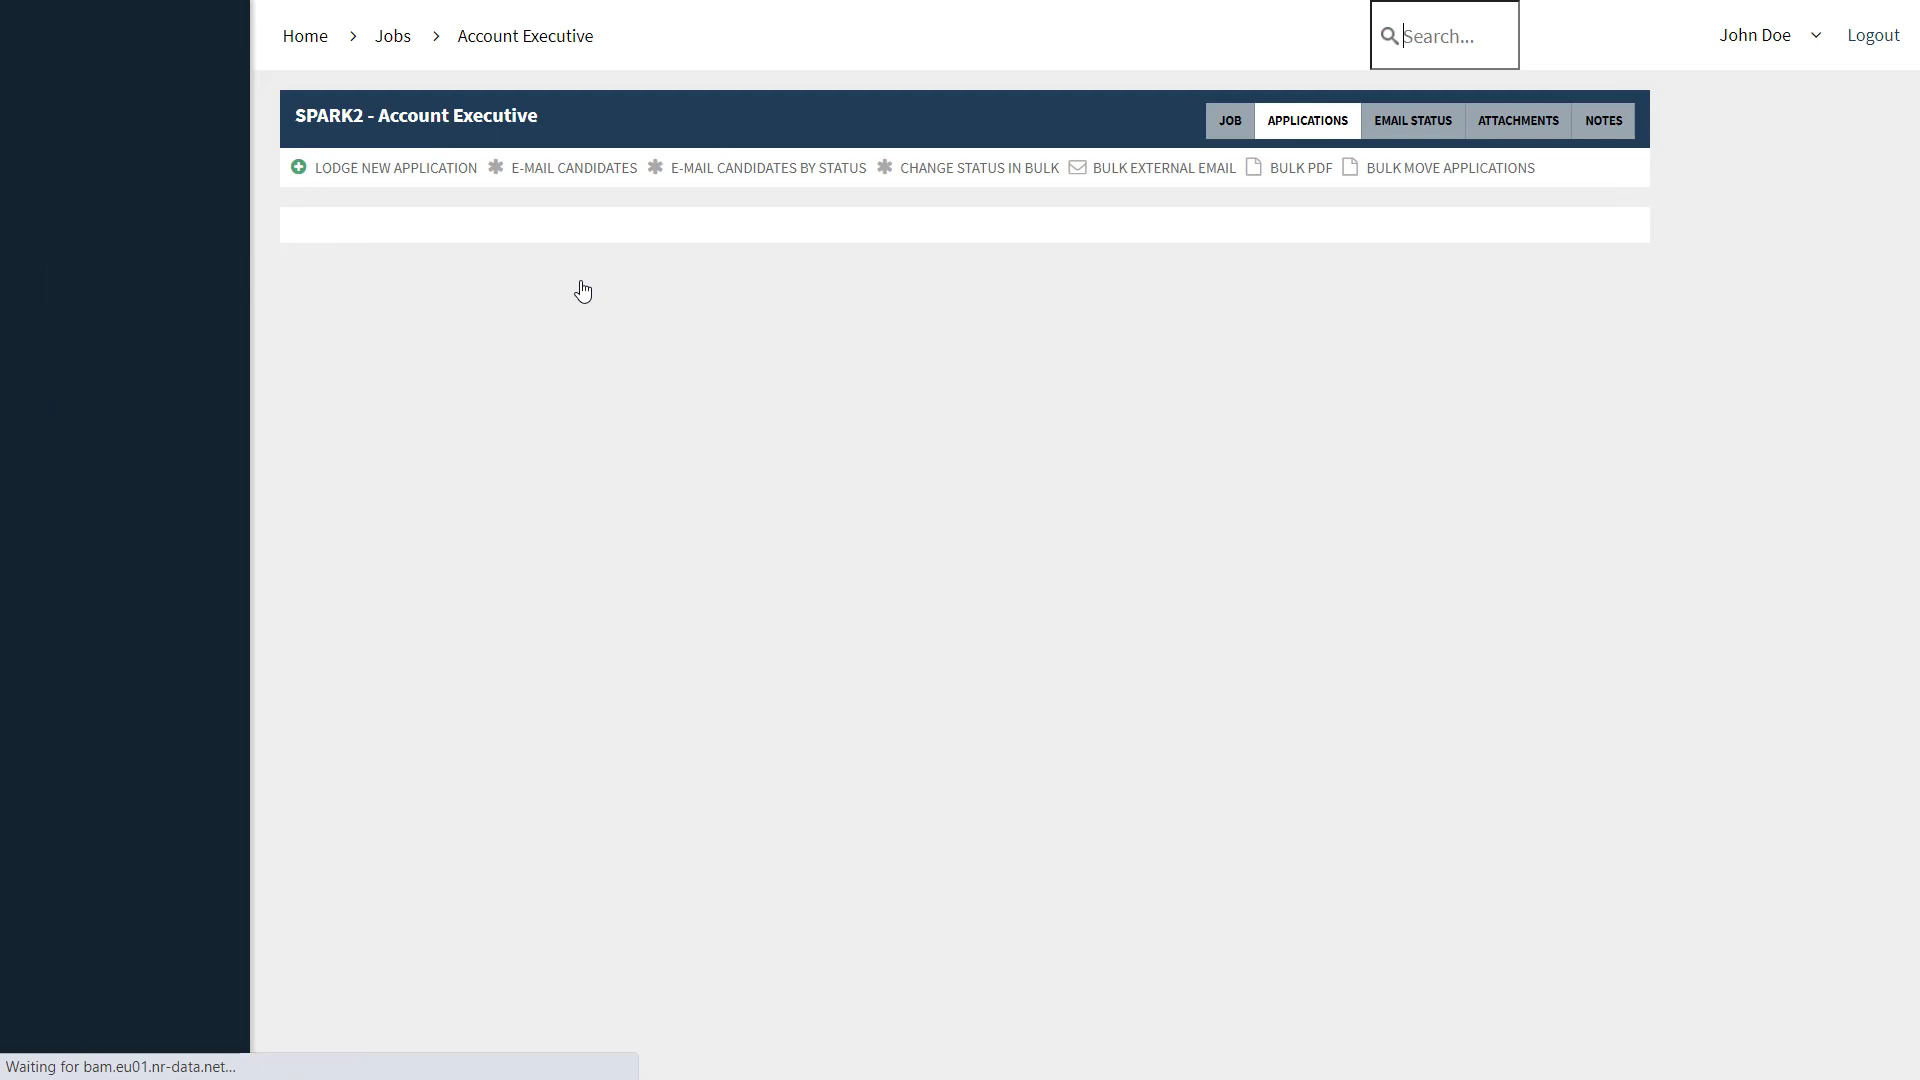 Home > Jobs > Account Executive
Search...
John Doe
Logout
SPARK2 - Account Executive
JOB
APPLICATIONS
EMAIL STATUS
ATTACHMENTS
NOTES
LODGE NEW APPLICATION
E-MAIL CANDIDATES
E-MAIL CANDIDATES BY STATUS
CHANGE STATUS IN BULK
BULK EXTERNAL EMAIL
BULK PDF
BULK MOVE APPLICATIONS
Waiting for bam.eu01.nr-data.net...